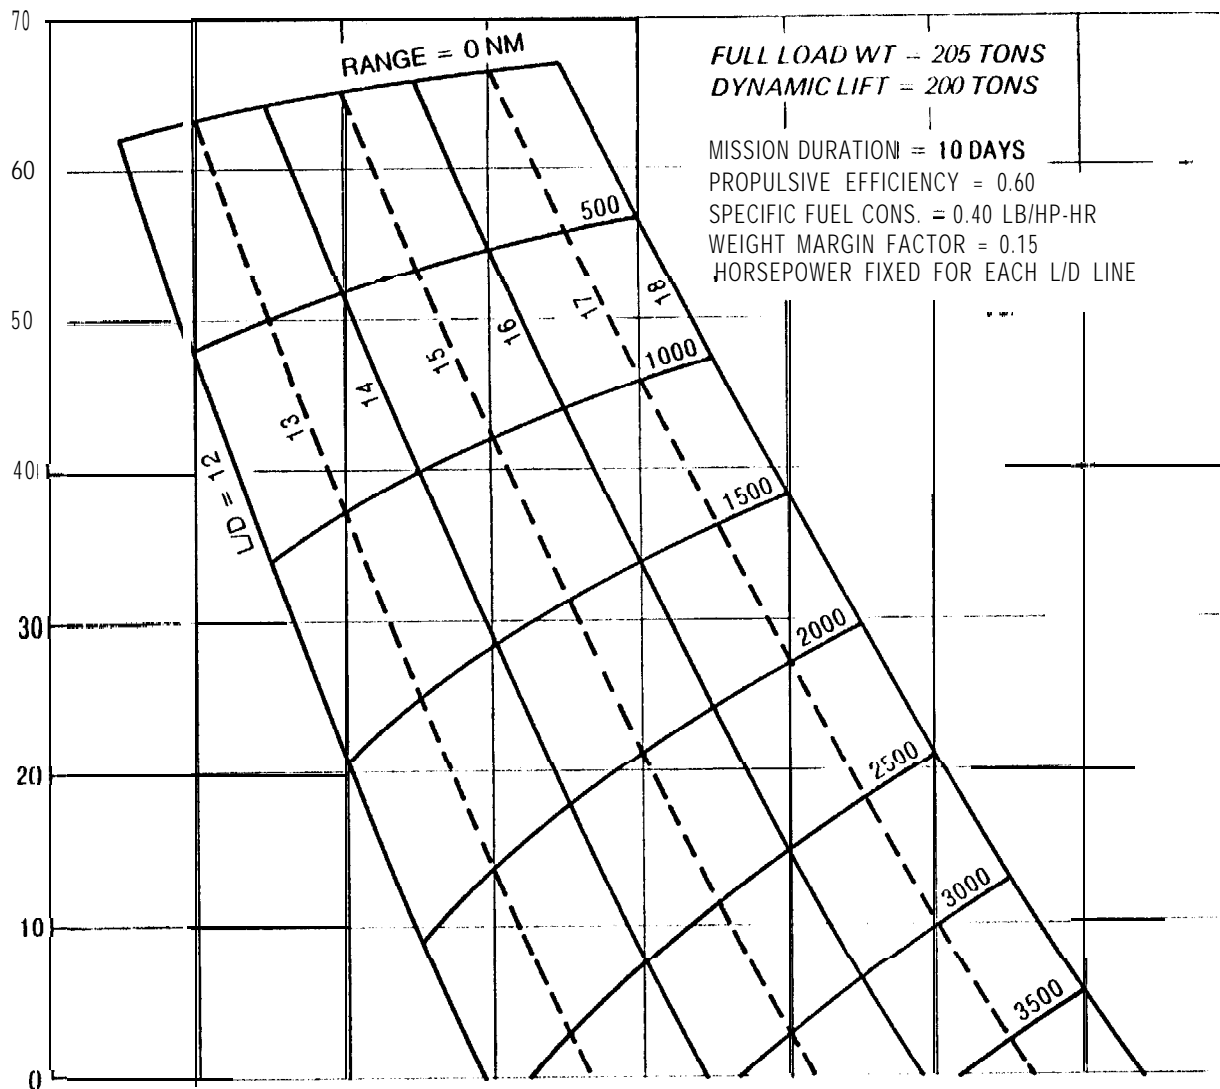 70
RANGE = 0 NM
FULL LOAD WT = 205 TONS
DYNAMIC LIFT = 200 TONS
MISSION DURATION = 10 DAYS
PROPULSIVE EFFICIENCY = 0.60
SPECIFIC FUEL CONS. = 0.40 LB/HP-HR
WEIGHT MARGIN FACTOR = 0.15
HORSEPOWER FIXED FOR EACH L/D LINE
60
500
18
17
50
16
1000
15
14
13
40
L/D = 12
1500
30
2000
20
2500
10
3000
3500
0